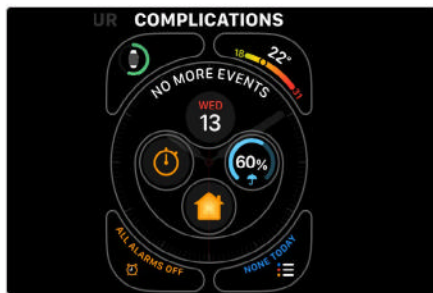 UR COMPLICATIONS
22°
18
31
NO MORE EVENTS
WED
13
60%
ALL ALARMS OFF
NONE TODAY